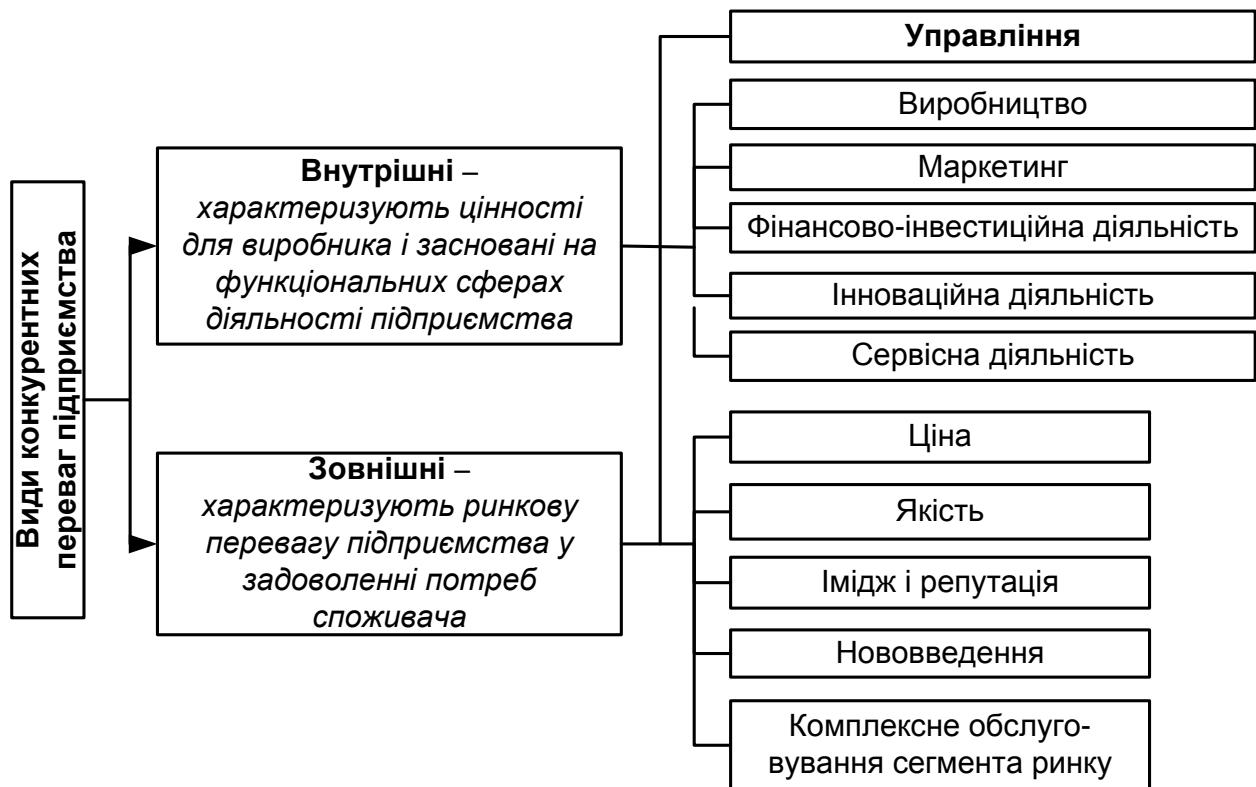 Види конкурентних
переваг підприємства
Внутрішні –
характеризують цінності
для виробника і засновані на
функціональних сферах
діяльності підприємства
Зовнішні –
характеризують ринкову
перевагу підприємства у
задоволенні потреб
споживача
Управління
Виробництво
Маркетинг
Фінансово-інвестиційна діяльність
Інноваційна діяльність
Сервісна діяльність
Ціна
Якість
Імідж і репутація
Нововведення
Комплексне обслуго-
вування сегмента ринку